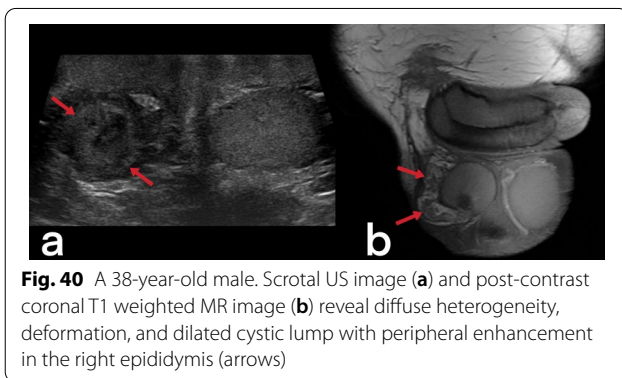 a
b
Fig. 40 A 38-year-old male. Scrotal US image (a) and post-contrast
coronal T1 weighted MR image (b) reveal diffuse heterogeneity,
deformation, and dilated cystic lump with peripheral enhancement
in the right epididymis (arrows)